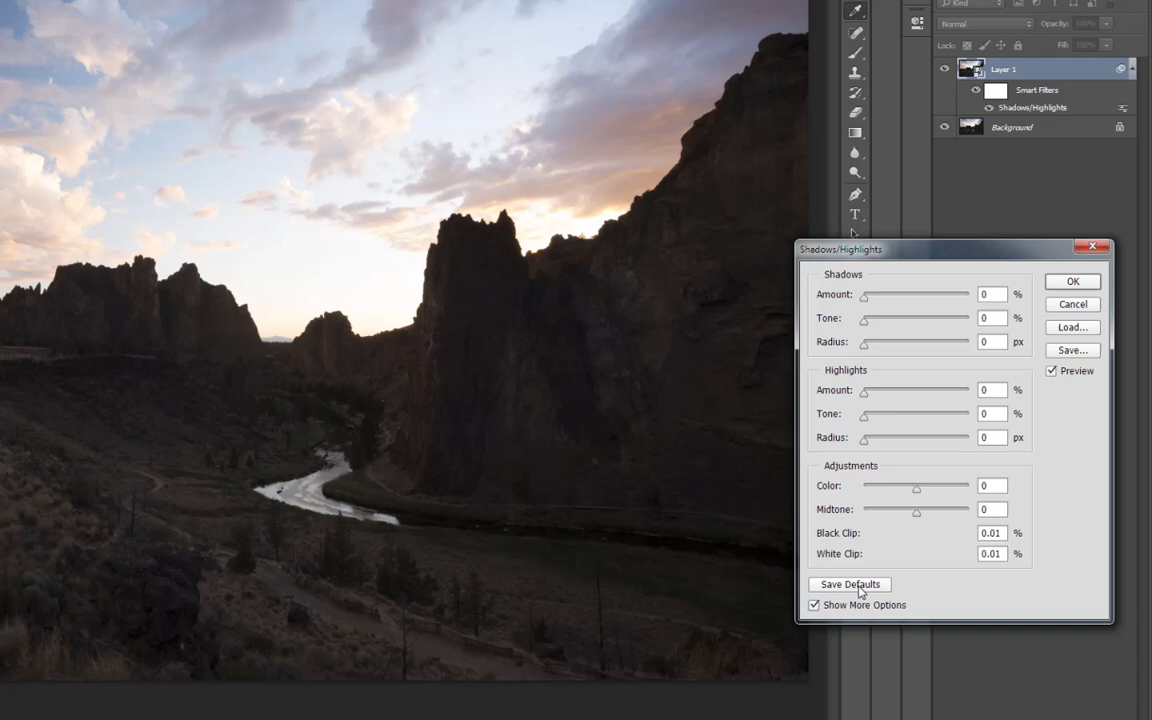 Kind
Normal
Opacity: 100%
Lock:
Fill: 100%
Layer 1
Smart Filters
Shadows/Highlights
Background
T
Shadows/Highlights
Shadows
Amount: 0 %
Tone: 0 %
Radius: 0 px
Highlights
Amount: 0 %
Tone: 0 %
Radius: 0 px
Adjustments
Color: 0
Midtone: 0
Black Clip: 0.01 %
White Clip: 0.01 %
Save Defaults
Show More Options
OK
Cancel
Load...
Save...
Preview